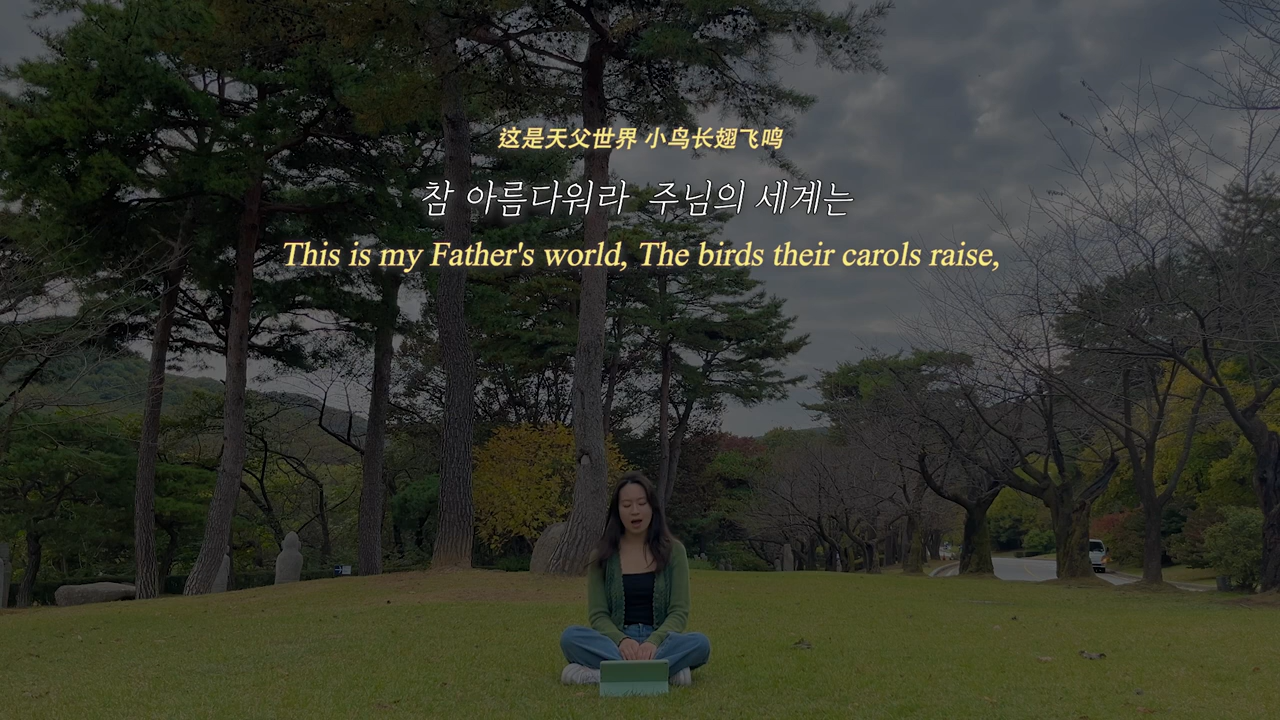 这是天父世界 小鸟长翅飞鸣
참 아름다워라 주님의 세계는
This is my Father's world, The birds their carols raise,